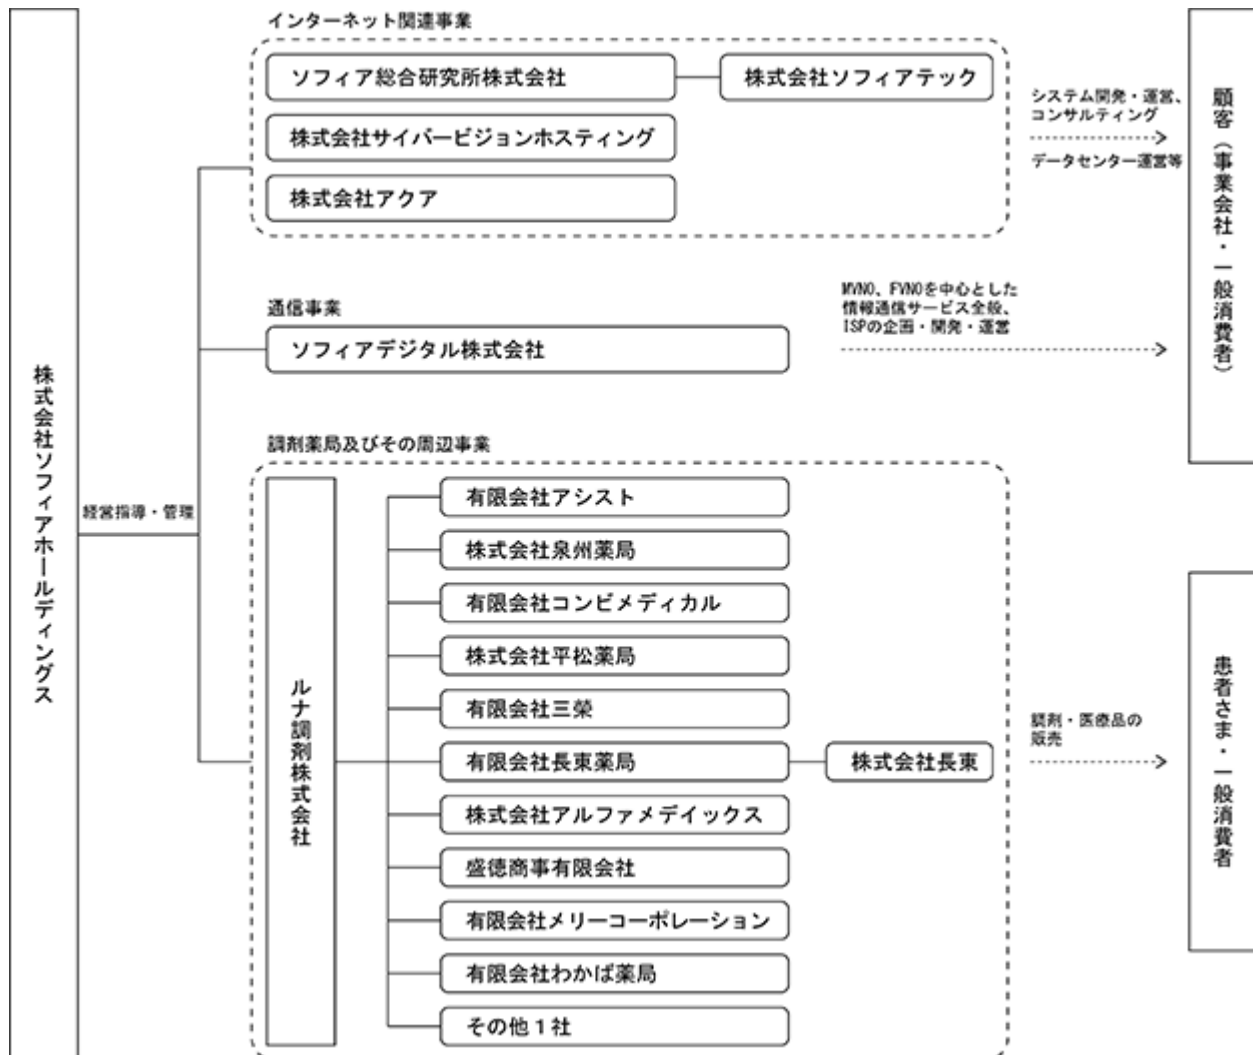 株式会社ソフィアホールディングス
経営指導・管理
インターネット関連事業
ソフィア総合研究所株式会社
株式会社ソフィアテック
株式会社サイバービジョンホスティング
株式会社アクア
システム開発・運営、
コンサルティング
データセンター運営等
通信事業
ソフィアデジタル株式会社
MVNO、FVNOを中心とした
情報通信サービス全般、
ISPの企画・開発・運営
顧客（事業会社・一般消費者）
調剤薬局及びその周辺事業
ルナ調剤株式会社
有限会社アシスト
株式会社泉州薬局
有限会社コンビメディカル
株式会社平松薬局
有限会社三榮
有限会社長東薬局
株式会社長東
株式会社アルファメデイックス
盛徳商事有限会社
有限会社メリーコーポレーション
有限会社わかば薬局
その他１社
調剤・医療品の
販売
患者さま・一般消費者